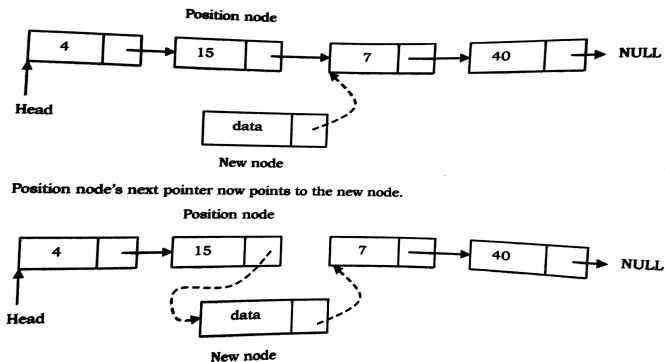 Position node
4 15 7 40 NULL
Head
data
New node
Position node's next pointer now points to the new node.
Position node
4 15 7 40 NULL
data
Head
New node